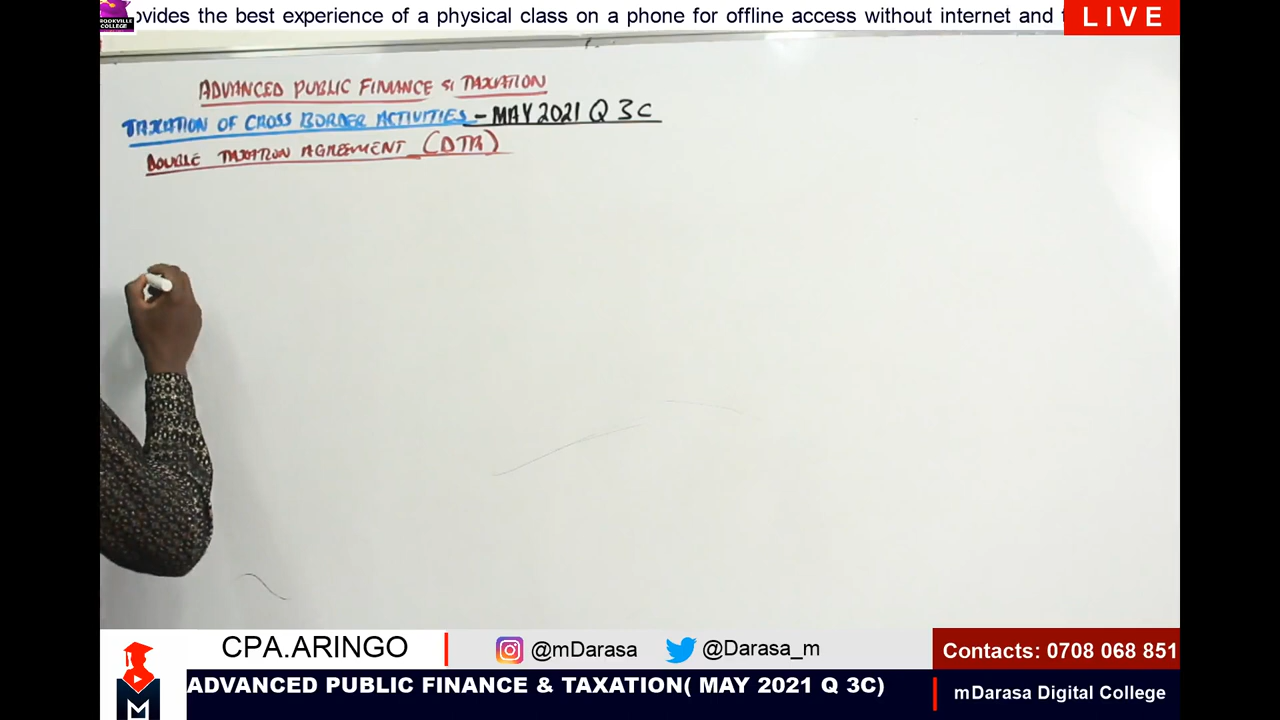 ovides the best experience of a physical class on a phone for offline access without internet and t
LIVE
BOOKVILLE
COLLEGE
ADVANCED PUBLIC FINANCE & TAXATION
TAXATION OF CROSS BORDER ACTIVITIES - MAY 2021 Q 3C
DOUBLE TAXATION AGREEMENT (DTA)
CPA.ARINGO
@mDarasa
@Darasa_m
Contacts: 0708 068 851
M
ADVANCED PUBLIC FINANCE & TAXATION( MAY 2021 Q 3C)
mDarasa Digital College